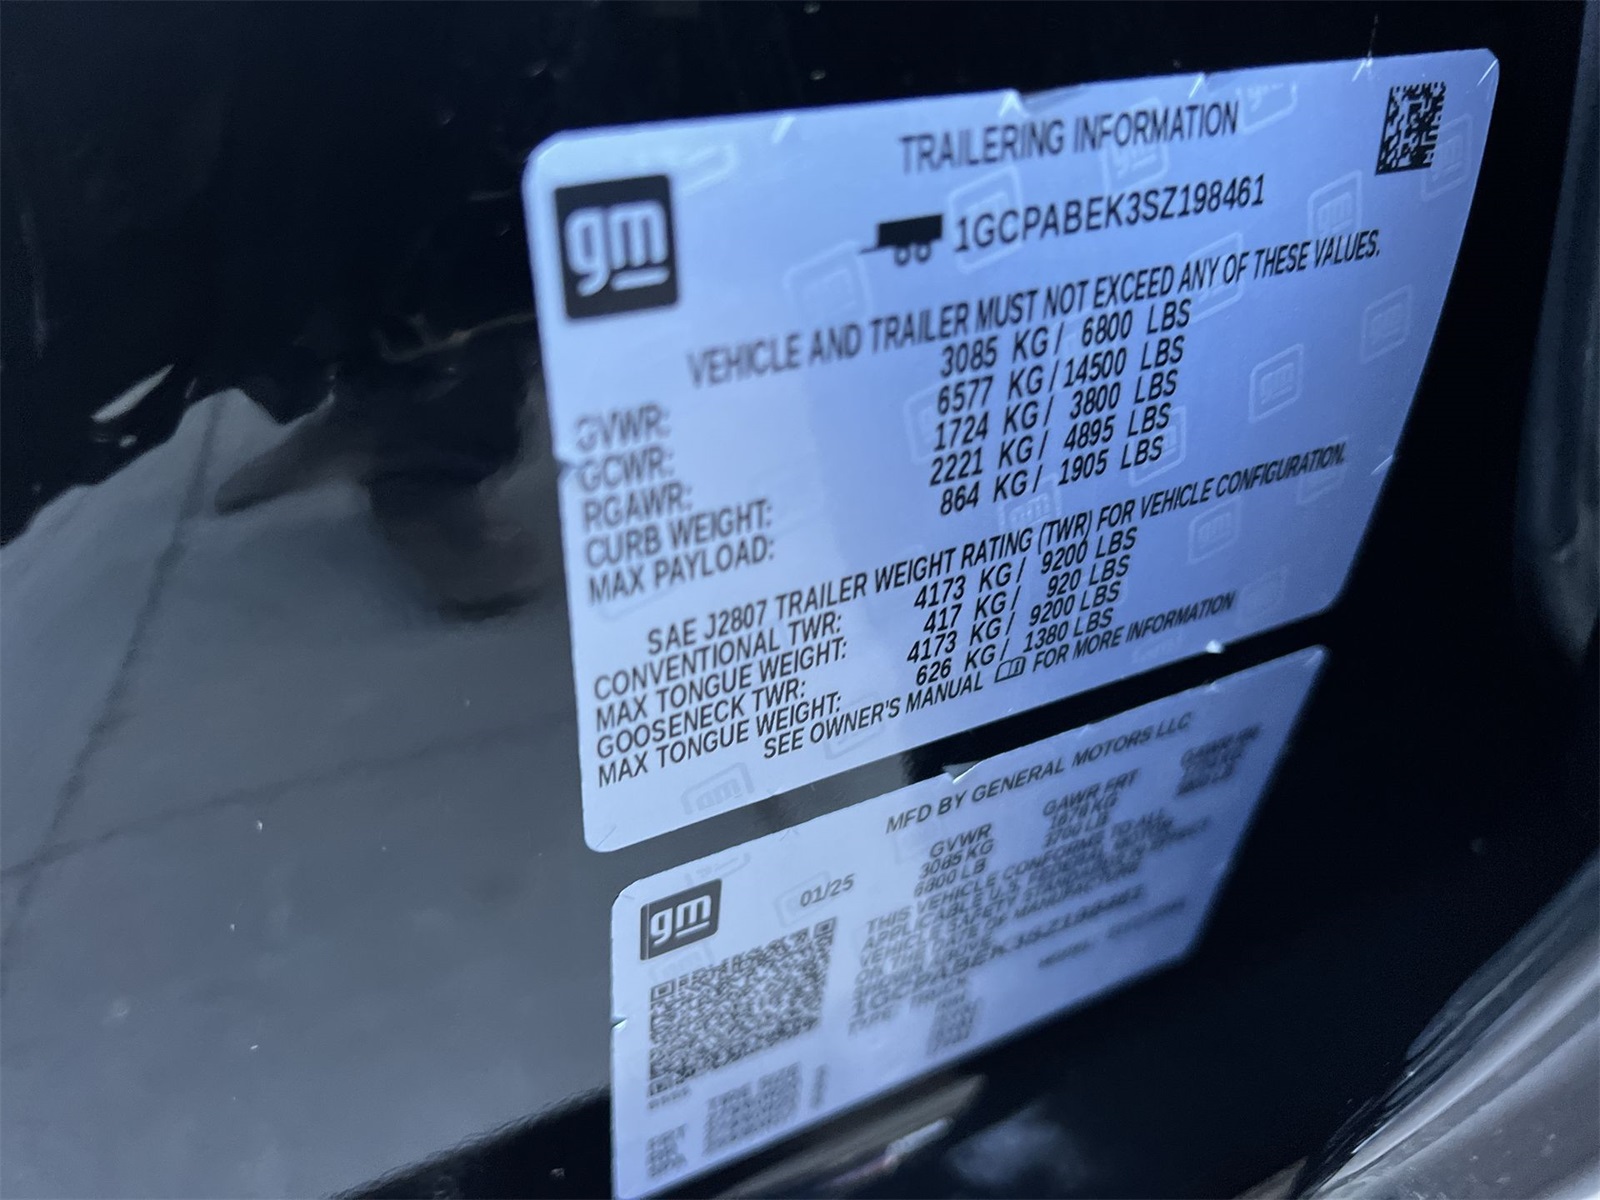 gm
TRAILERING INFORMATION
1GCPABEK3SZ198461
VEHICLE AND TRAILER MUST NOT EXCEED ANY OF THESE VALUES.
GVWR: 3085 KG/ 6800 LBS
GCWR: 6577 KG/14500 LBS
RGAWR: 1724 KG/ 3800 LBS
CURB WEIGHT: 2221 KG/ 4895 LBS
MAX PAYLOAD: 864 KG/ 1905 LBS
SAE J2807 TRAILER WEIGHT RATING (TWR) FOR VEHICLE CONFIGURATION.
CONVENTIONAL TWR: 4173 KG/ 9200 LBS
MAX TONGUE WEIGHT: 417 KG/ 920 LBS
GOOSENECK TWR: 4173 KG/ 9200 LBS
MAX TONGUE WEIGHT: 626 KG/ 1380 LBS
SEE OWNER'S MANUAL FOR MORE INFORMATION
gm
MFD BY GENERAL MOTORS LLC
01/25
GVWR GAWR FRT
3085 KG
6800 LB
THIS VEHICLE CONFORMS TO ALL